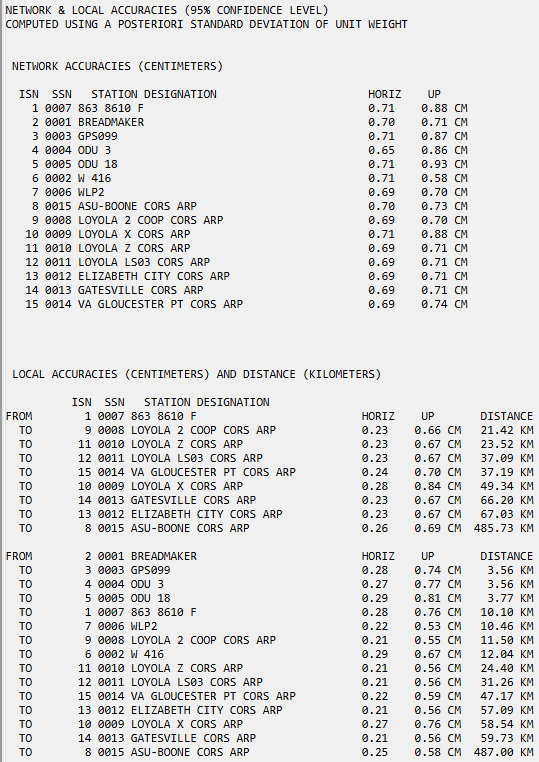 NETWORK & LOCAL ACCURACIES (95% CONFIDENCE LEVEL)
COMPUTED USING A POSTERIORI STANDARD DEVIATION OF UNIT WEIGHT
NETWORK ACCURACIES (CENTIMETERS)
ISN SSN STATION DESIGNATION HORIZ UP
1 0007 863 8610 F 0.71 0.88 CM
2 0001 BREADMAKER 0.70 0.71 CM
3 0003 GPS099 0.71 0.87 CM
4 0004 ODU 3 0.65 0.86 CM
5 0005 ODU 18 0.71 0.93 CM
6 0002 W 416 0.71 0.58 CM
7 0006 WLP2 0.69 0.70 CM
8 0015 ASU-BOONE CORS ARP 0.70 0.73 CM
9 0008 LOYOLA 2 COOP CORS ARP 0.69 0.70 CM
10 0009 LOYOLA X CORS ARP 0.71 0.88 CM
11 0010 LOYOLA Z CORS ARP 0.69 0.71 CM
12 0011 LOYOLA LS03 CORS ARP 0.69 0.71 CM
13 0012 ELIZABETH CITY CORS ARP 0.69 0.71 CM
14 0013 GATESVILLE CORS ARP 0.69 0.71 CM
15 0014 VA GLOUCESTER PT CORS ARP 0.69 0.74 CM
LOCAL ACCURACIES (CENTIMETERS) AND DISTANCE (KILOMETERS)
ISN SSN STATION DESIGNATION
FROM 1 0007 863 8610 F HORIZ UP DISTANCE
TO 9 0008 LOYOLA 2 COOP CORS ARP 0.23 0.66 CM 21.42 KM
TO 11 0010 LOYOLA Z CORS ARP 0.23 0.67 CM 23.52 KM
TO 12 0011 LOYOLA LS03 CORS ARP 0.23 0.67 CM 37.09 KM
TO 15 0014 VA GLOUCESTER PT CORS ARP 0.24 0.70 CM 37.19 KM
TO 10 0009 LOYOLA X CORS ARP 0.28 0.84 CM 49.34 KM
TO 14 0013 GATESVILLE CORS ARP 0.23 0.67 CM 66.20 KM
TO 13 0012 ELIZABETH CITY CORS ARP 0.23 0.67 CM 67.03 KM
TO 8 0015 ASU-BOONE CORS ARP 0.26 0.69 CM 485.73 KM
FROM 2 0001 BREADMAKER HORIZ UP DISTANCE
TO 3 0003 GPS099 0.28 0.74 CM 3.56 KM
TO 4 0004 ODU 3 0.27 0.77 CM 3.56 KM
TO 5 0005 ODU 18 0.29 0.81 CM 3.77 KM
TO 1 0007 863 8610 F 0.28 0.76 CM 10.10 KM
TO 7 0006 WLP2 0.22 0.53 CM 10.46 KM
TO 9 0008 LOYOLA 2 COOP CORS ARP 0.21 0.55 CM 11.50 KM
TO 6 0002 W 416 0.29 0.67 CM 12.04 KM
TO 11 0010 LOYOLA Z CORS ARP 0.21 0.56 CM 24.40 KM
TO 12 0011 LOYOLA LS03 CORS ARP 0.21 0.56 CM 31.26 KM
TO 15 0014 VA GLOUCESTER PT CORS ARP 0.22 0.59 CM 47.17 KM
TO 13 0012 ELIZABETH CITY CORS ARP 0.21 0.56 CM 57.09 KM
TO 10 0009 LOYOLA X CORS ARP 0.27 0.76 CM 58.54 KM
TO 14 0013 GATESVILLE CORS ARP 0.21 0.56 CM 59.73 KM
TO 8 0015 ASU-BOONE CORS ARP 0.25 0.58 CM 487.00 KM